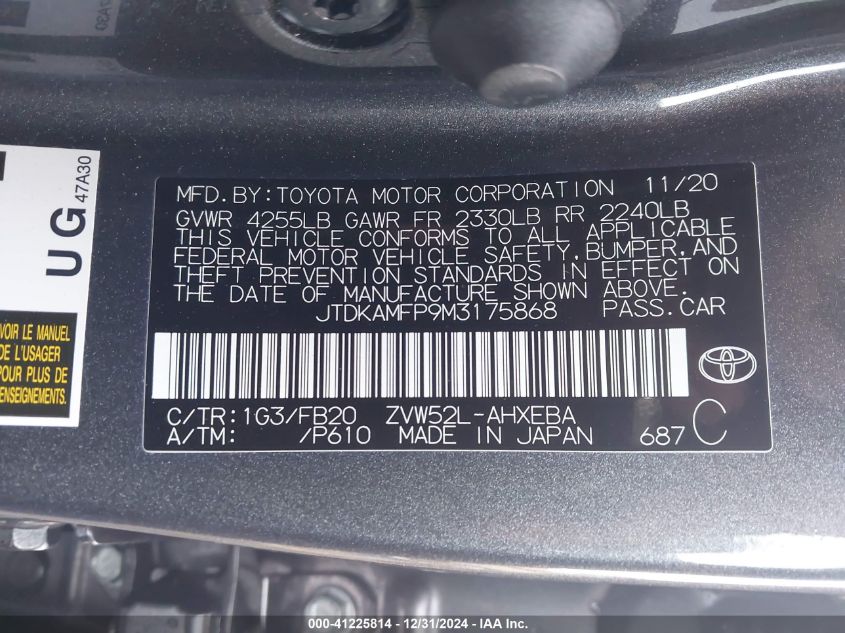 UG
47A30
VOIR LE MANUEL
DE L'USAGER
POUR PLUS DE
RENSEIGNEMENTS.
MFD. BY: TOYOTA MOTOR CORPORATION 11/20
GVWR 4255LB GAWR FR 2330LB RR 2240LB
THIS VEHICLE CONFORMS TO ALL APPLICABLE
FEDERAL MOTOR VEHICLE SAFETY, BUMPER, AND
THEFT PREVENTION STANDARDS IN EFFECT ON
THE DATE OF MANUFACTURE SHOWN ABOVE.
JTDKAMFP9M3175868 PASS.CAR
C/TR: 1G3/FB20 ZVW52L-AHXEBA
A/TM: /P610 MADE IN JAPAN 687 C
000-41225814 - 12/31/2024 - IAA Inc.